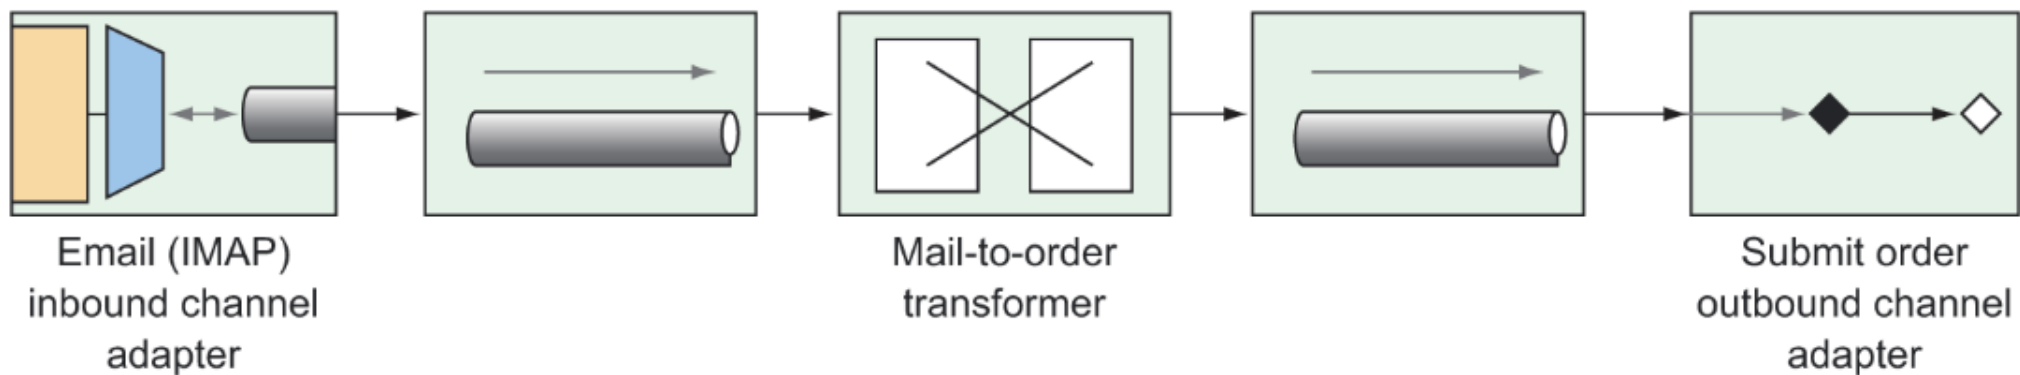 Email (IMAP)
inbound channel
adapter
Mail-to-order
transformer
Submit order
outbound channel
adapter